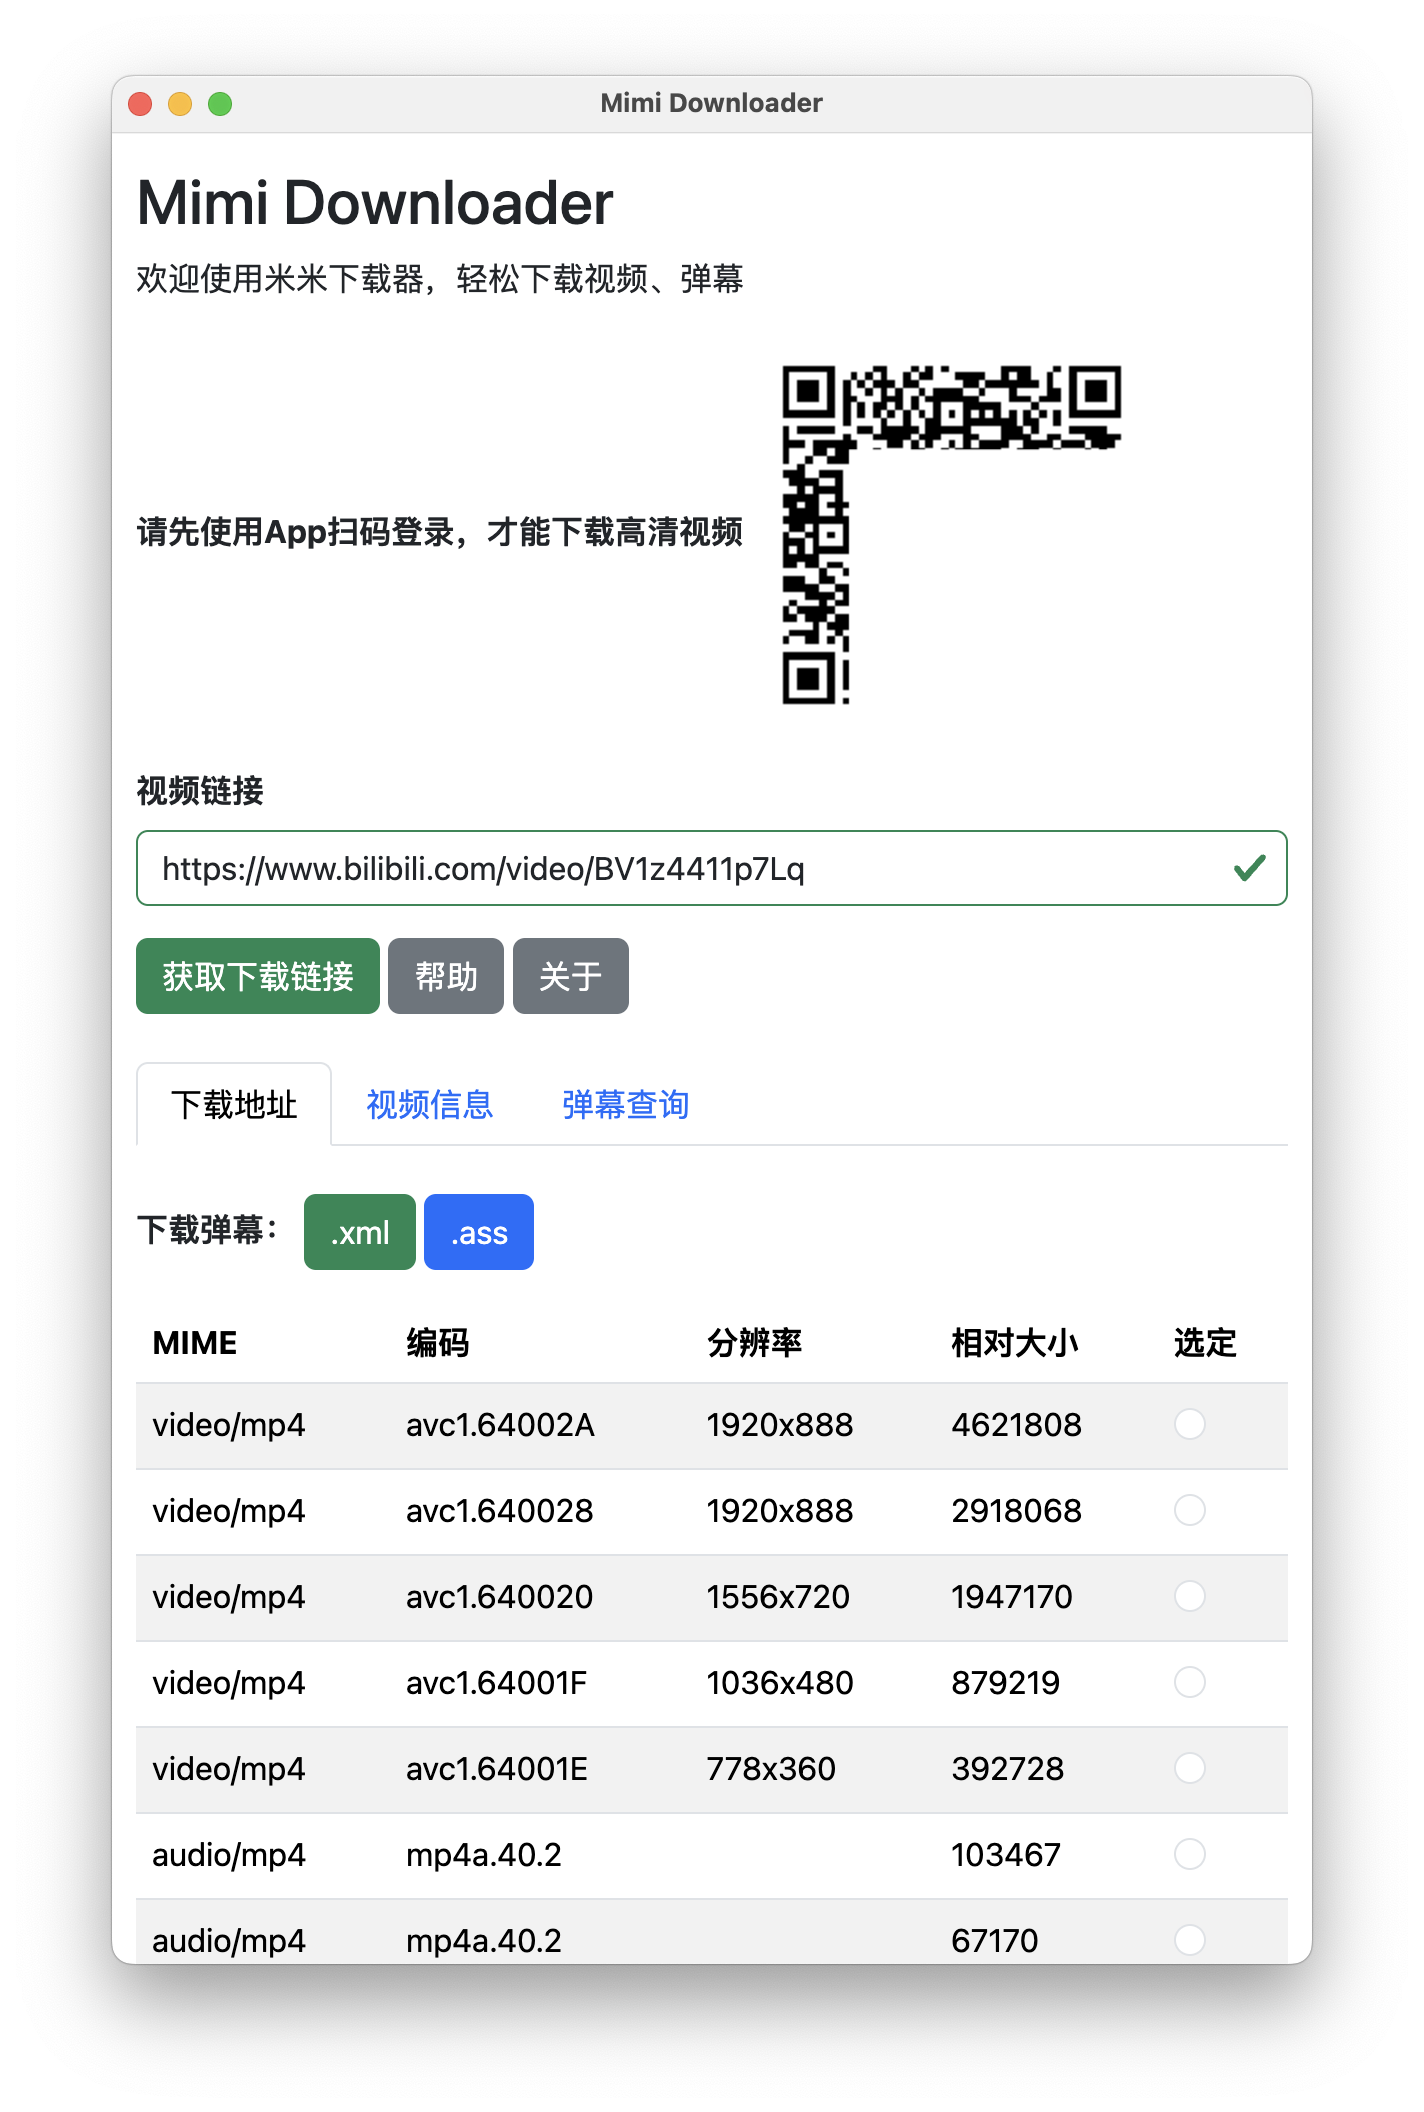 Mimi Downloader
Mimi Downloader
欢迎使用米米下载器，轻松下载视频、弹幕
请先使用App扫码登录，才能下载高清视频
视频链接
https://www.bilibili.com/video/BV1z4411p7Lq
获取下载链接 帮助 关于
下载地址 视频信息 弹幕查询
下载弹幕： .xml .ass
MIME 编码 分辨率 相对大小 选定
video/mp4 avc1.64002A 1920x888 4621808
video/mp4 avc1.640028 1920x888 2918068
video/mp4 avc1.640020 1556x720 1947170
video/mp4 avc1.64001F 1036x480 879219
video/mp4 avc1.64001E 778x360 392728
audio/mp4 mp4a.40.2 103467
audio/mp4 mp4a.40.2 67170